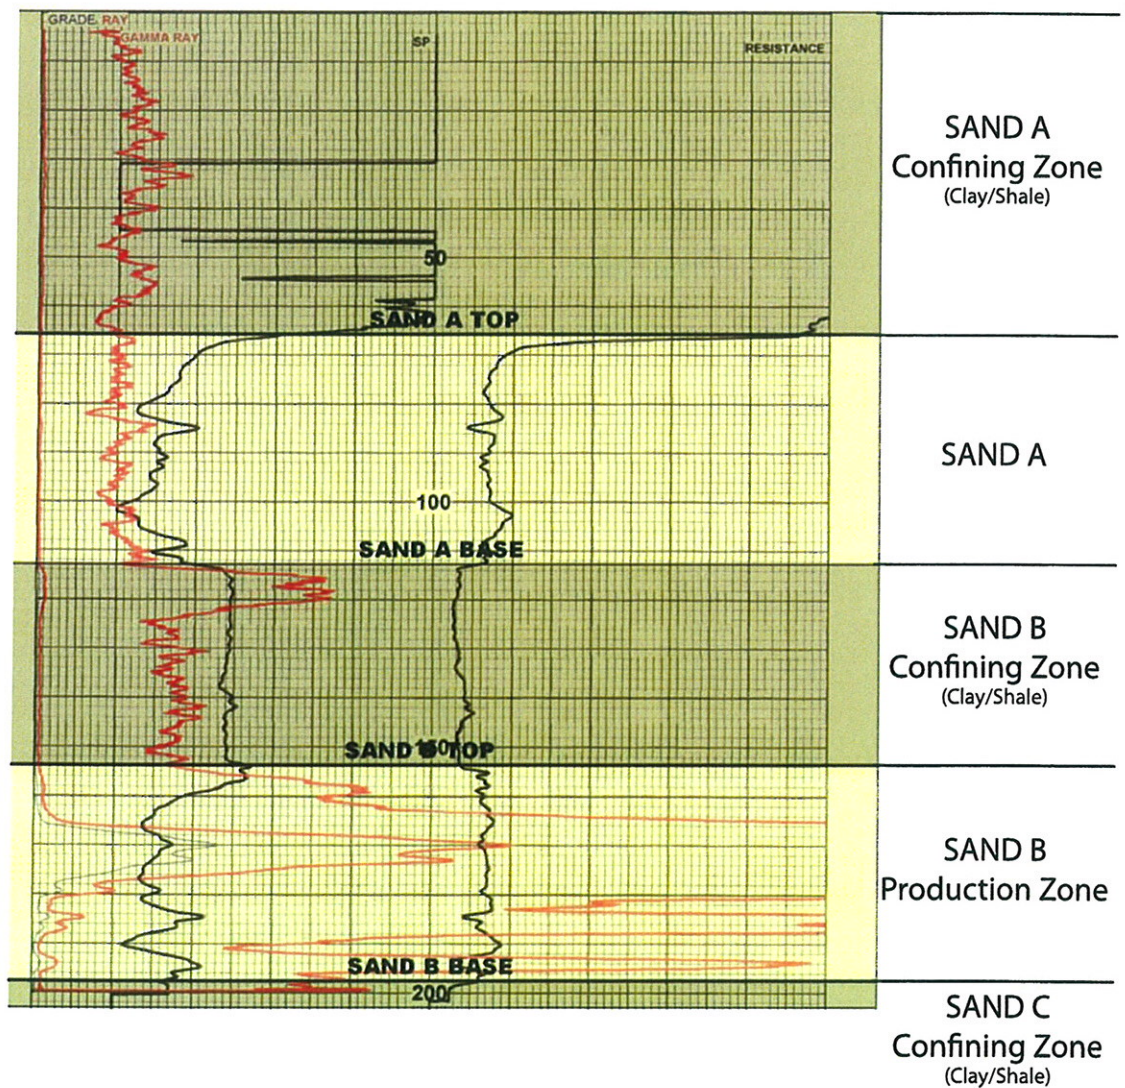 GRADE RAY
GAMMA RAY
SP
RESISTANCE
SAND A
Confining Zone
(Clay/Shale)
50
SAND A TOP
SAND A
100
SAND A BASE
SAND B
Confining Zone
(Clay/Shale)
150
SAND B TOP
SAND B
Production Zone
SAND B BASE
200
SAND C
Confining Zone
(Clay/Shale)